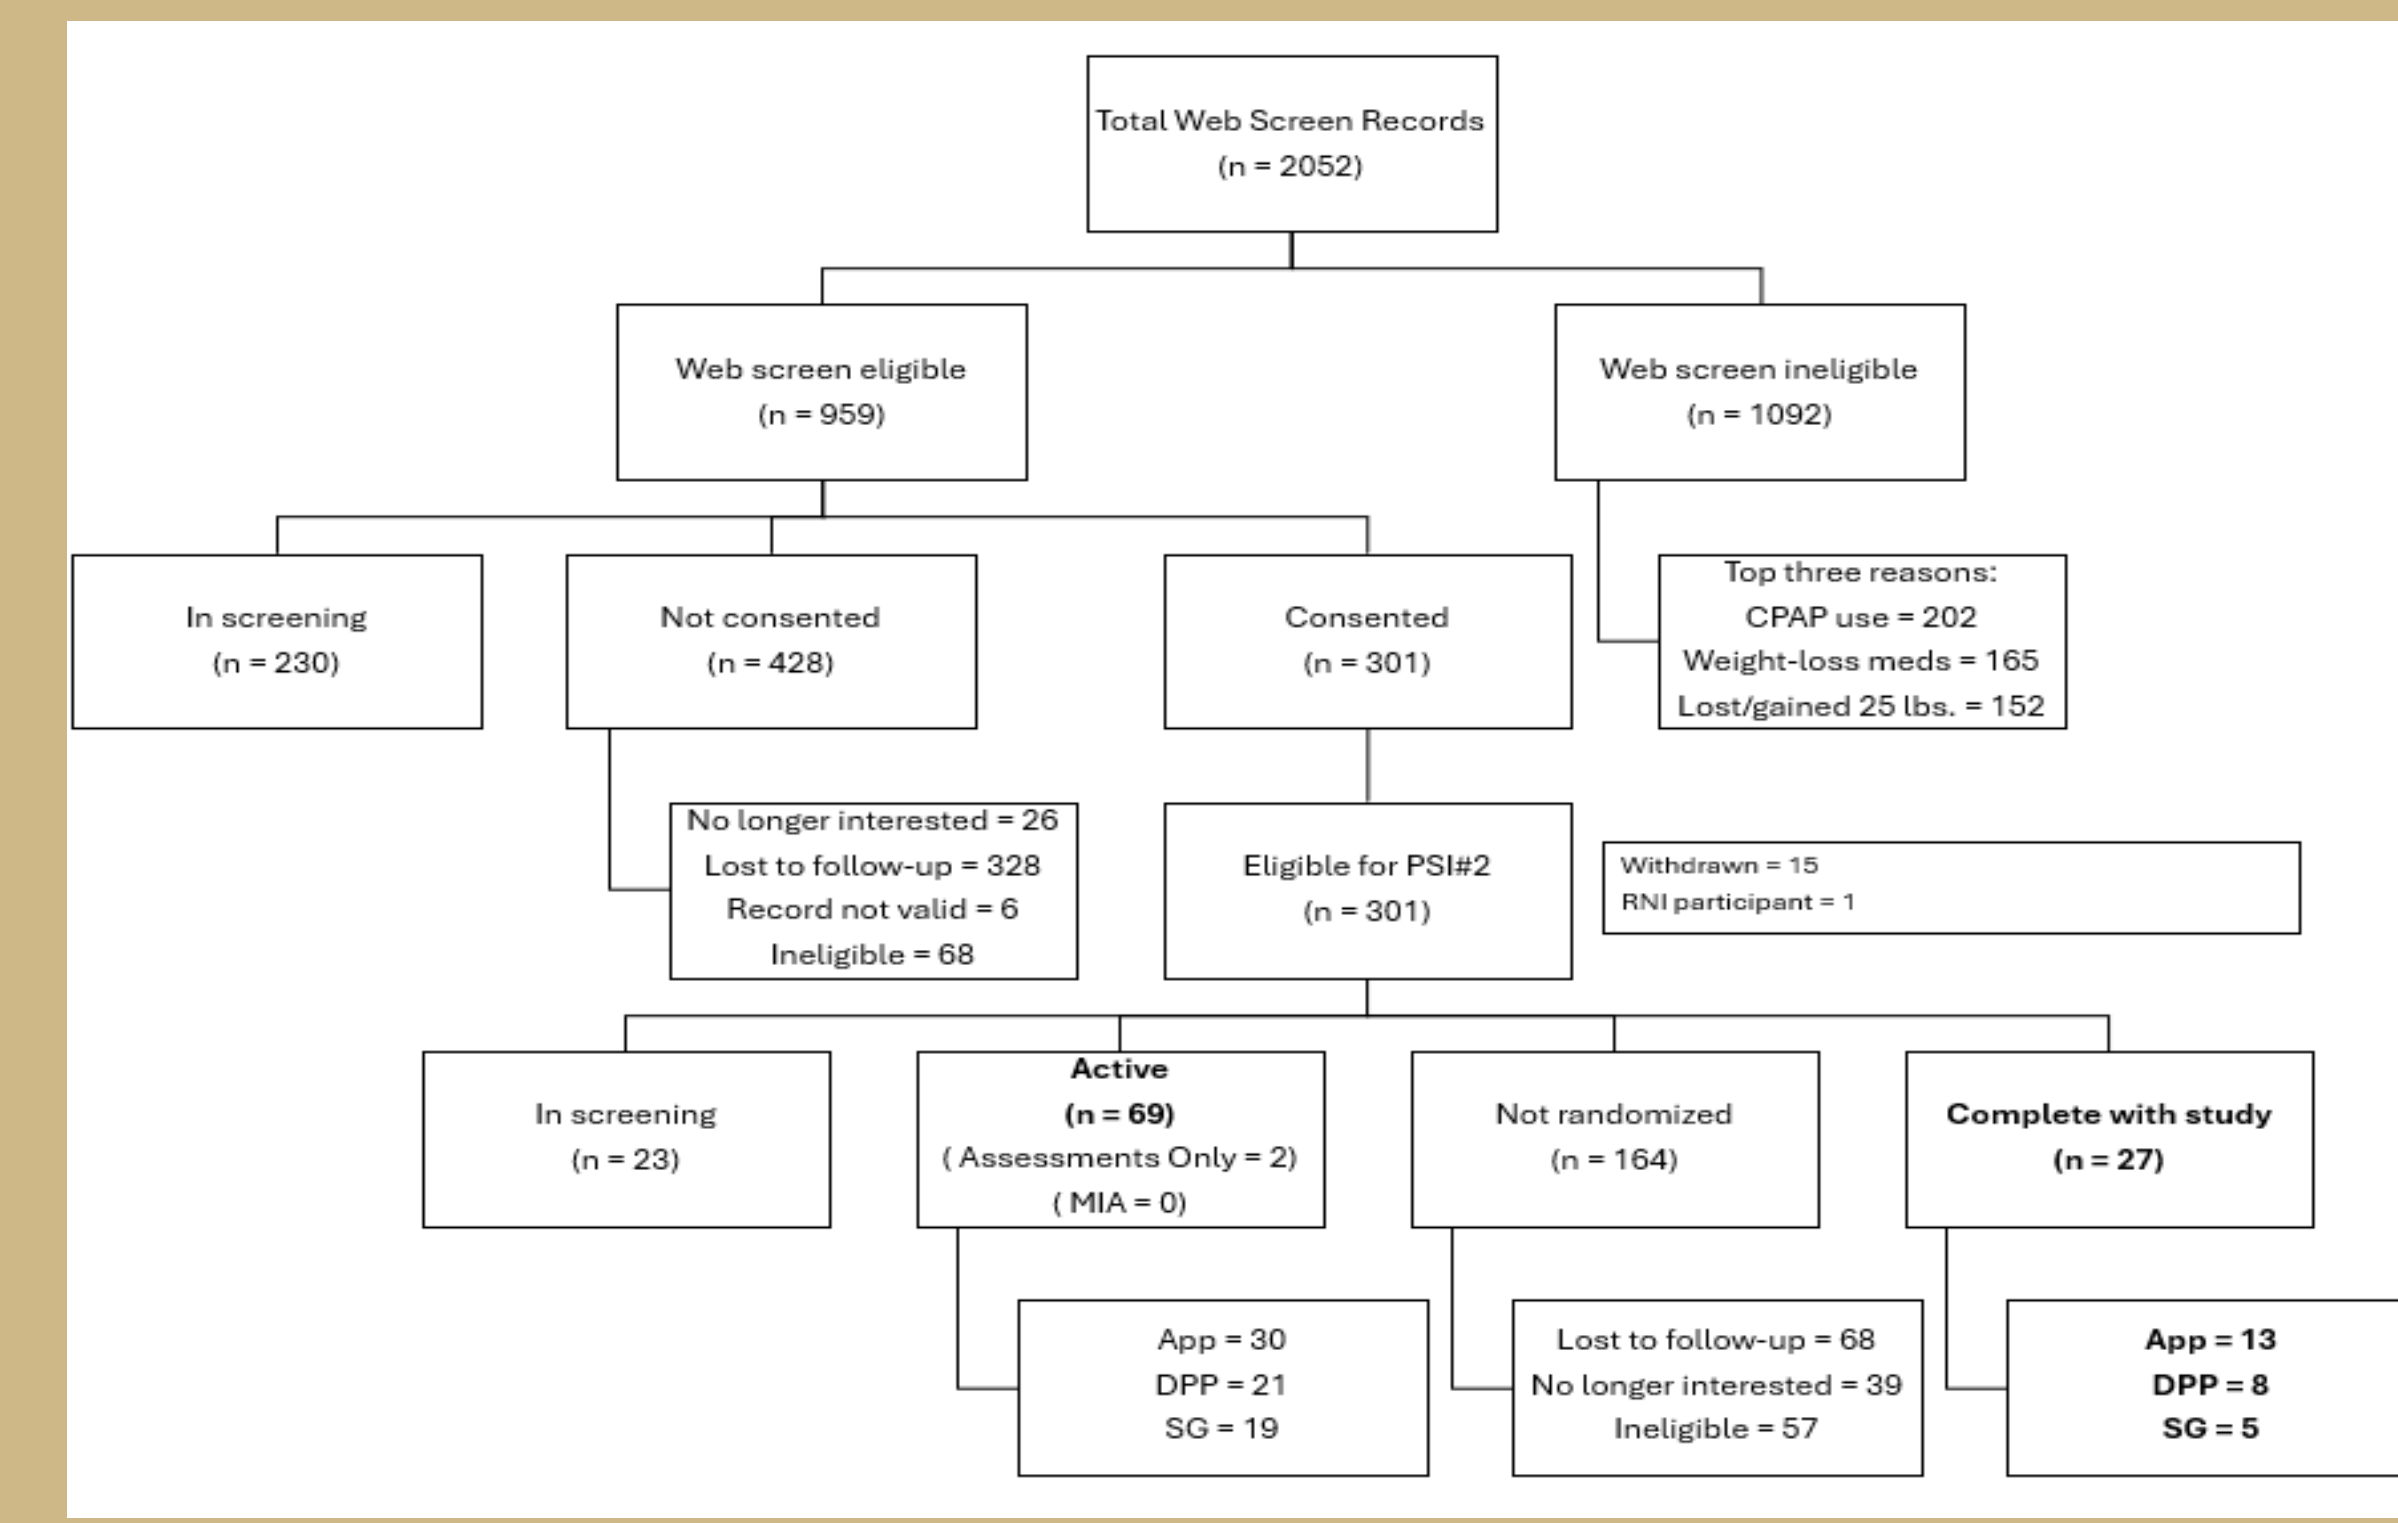 Total Web Screen Records
(n = 2052)
Web screen eligible
(n = 959)
Web screen ineligible
(n = 1092)
In screening
(n = 230)
Not consented
(n = 428)
Consented
(n = 301)
Top three reasons:
CPAP use = 202
Weight-loss meds = 165
Lost/gained 25 lbs. = 152
No longer interested = 26
Lost to follow-up = 328
Record not valid = 6
Ineligible = 68
Eligible for PSI#2
(n = 301)
Withdrawn = 15
RNI participant = 1
In screening
(n = 23)
Active
(n = 69)
( Assessments Only = 2)
( MIA = 0)
Not randomized
(n = 164)
Complete with study
(n = 27)
App = 30
DPP = 21
SG = 19
Lost to follow-up = 68
No longer interested = 39
Ineligible = 57
App = 13
DPP = 8
SG = 5